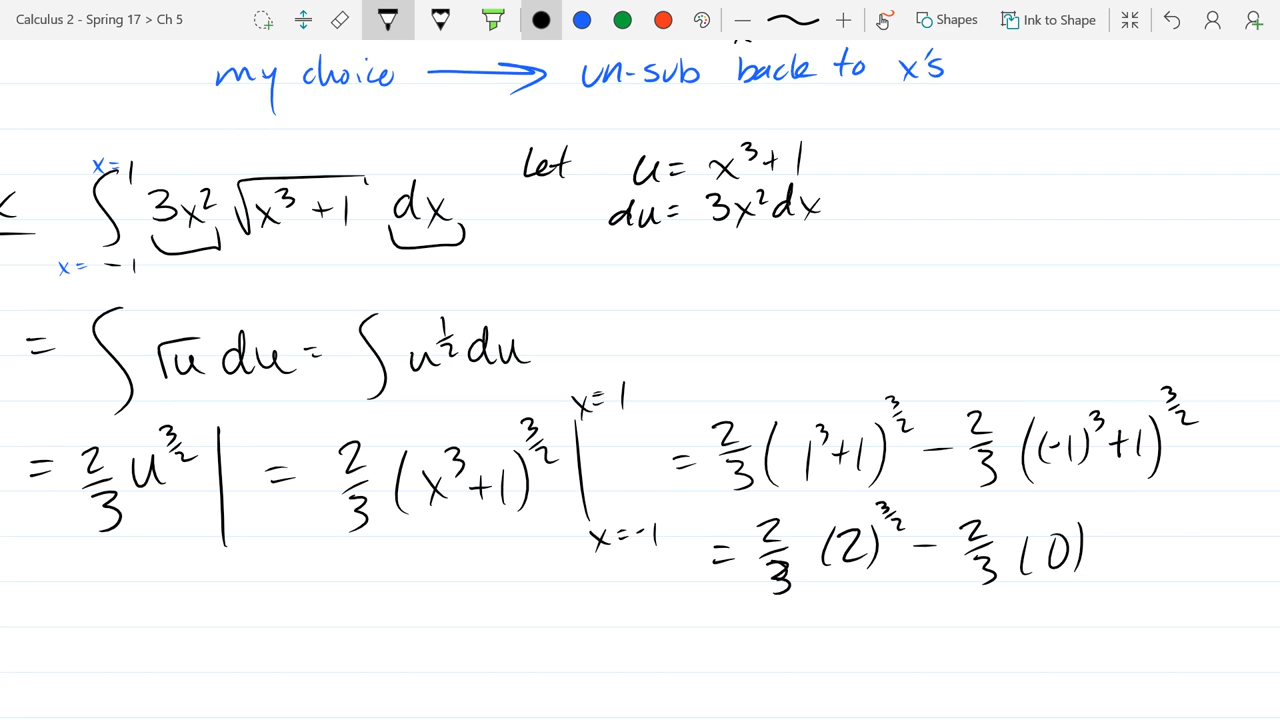 Calculus 2 - Spring 17 > Ch 5 Shapes Ink to Shape
my choice ⟶ un-sub back to x's
∫_{x=-1}^{x=1} 3x² √(x³+1) dx Let u = x³+1
du = 3x²dx
= ∫ √u du = ∫ u^{1/2} du
= 2/3 u^{3/2} | = 2/3 (x³+1)^{3/2} |_{x=-1}^{x=1} = 2/3 (1³+1)^{3/2} - 2/3 ((-1)³+1)^{3/2}
= 2/3 (2)^{3/2} - 2/3 (0)